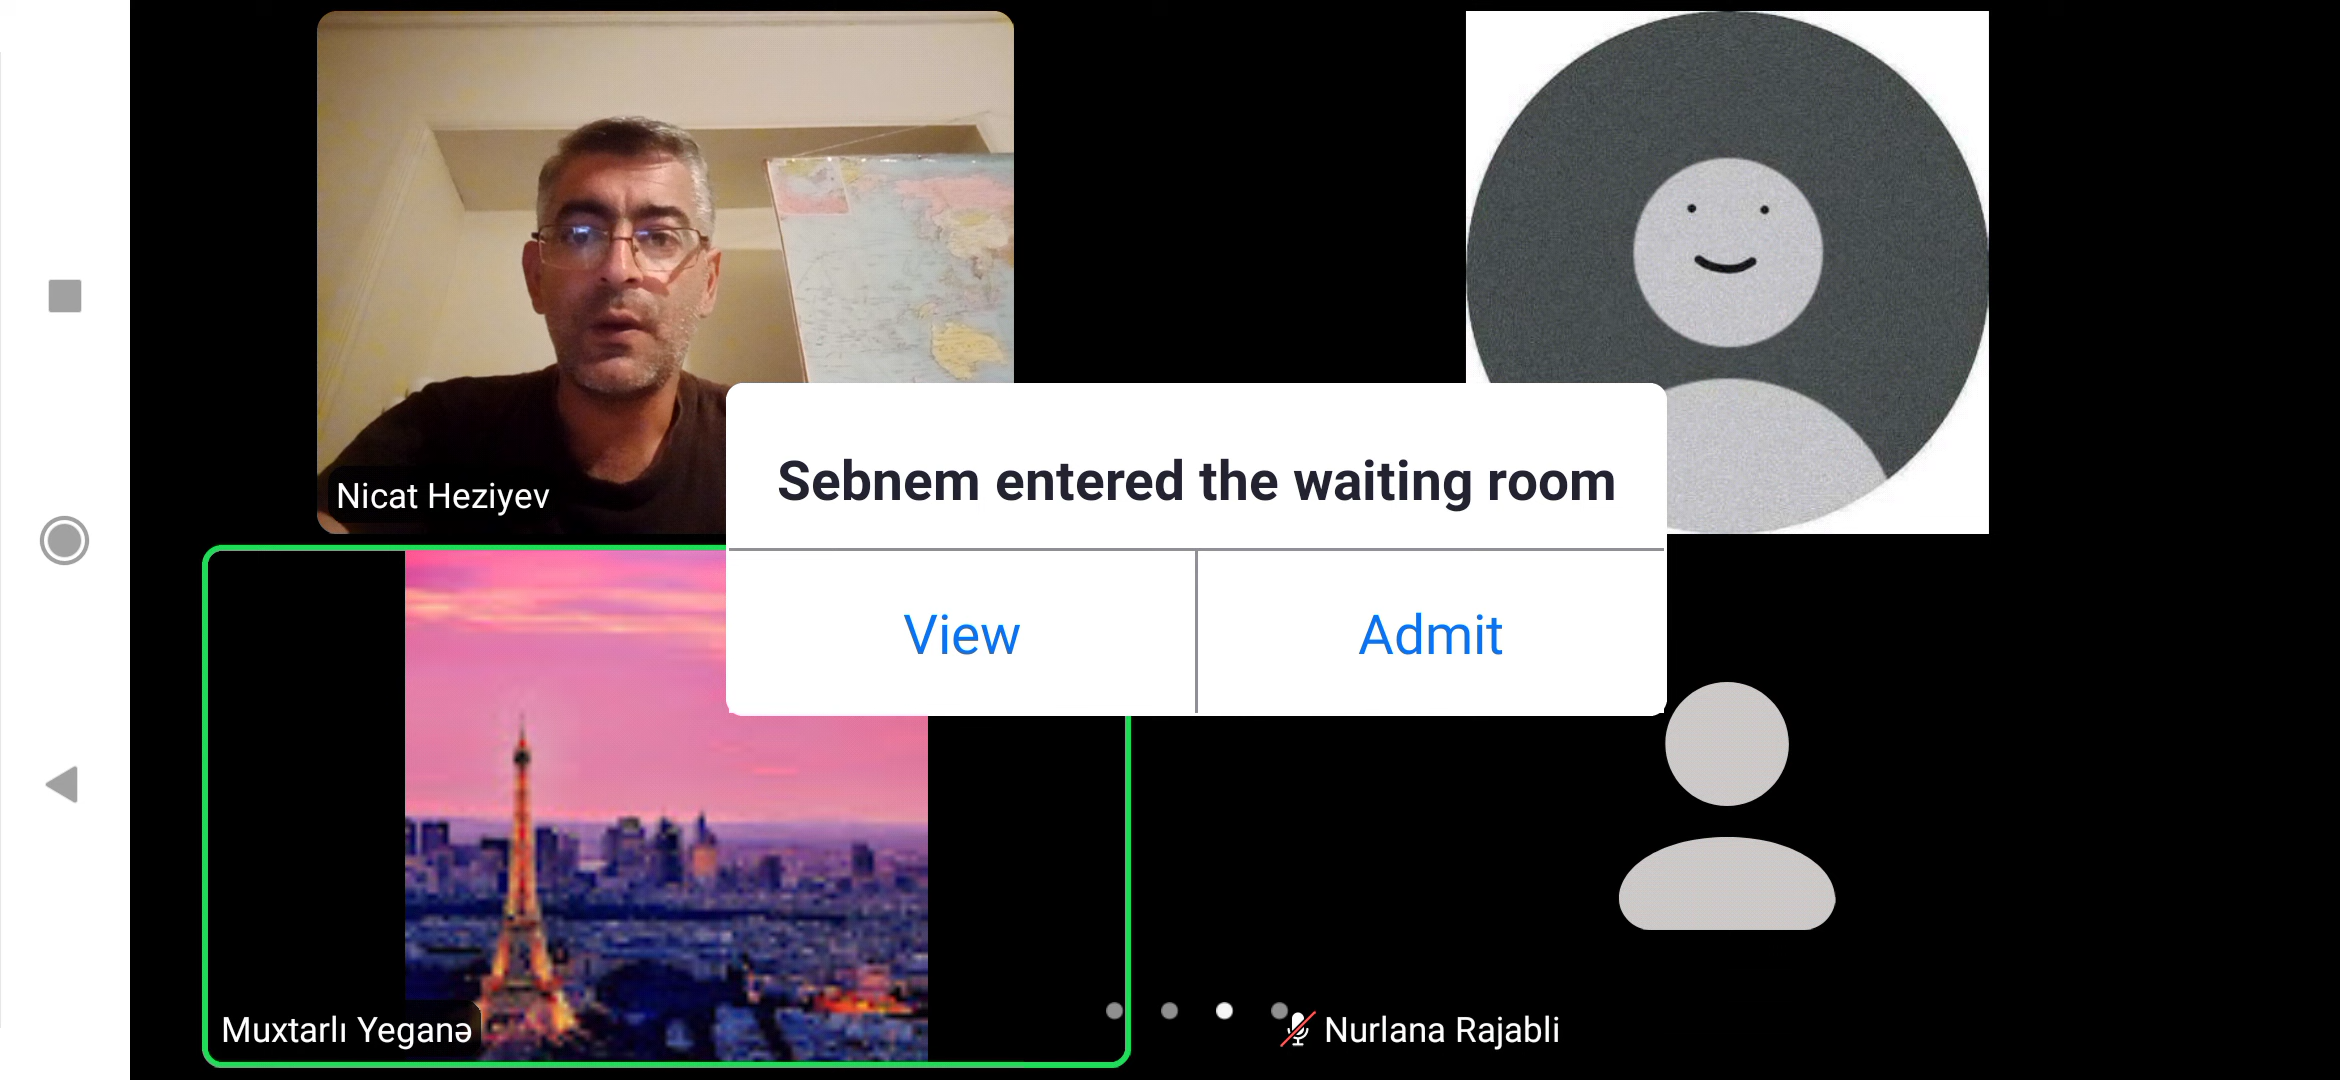 Nicat Heziyev
Sebnem entered the waiting room
View
Admit
Muxtarlı Yeganə
Nurlana Rajabli